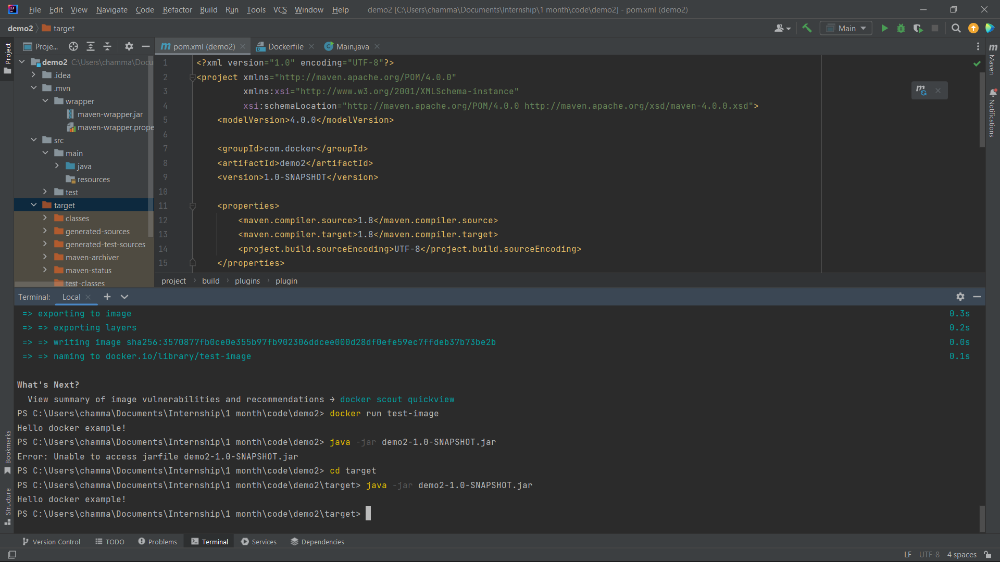 File Edit View Navigate Code Refactor Build Run Tools VCS Window Help demo2 [C:\Users\chamma\Documents\Internship\1 month\code\demo2] - pom.xml (demo2)
demo2 target Main
Project
Proje...
demo2 C:\Users\chamma\Docu
.idea
.mvn
wrapper
maven-wrapper.jar
maven-wrapper.prope
src
main
java
resources
test
target
classes
generated-sources
generated-test-sources
maven-archiver
maven-status
test-classes
pom.xml (demo2) Dockerfile Main.java
1 <?xml version="1.0" encoding="UTF-8"?>
2 <project xmlns="http://maven.apache.org/POM/4.0.0"
3 xmlns:xsi="http://www.w3.org/2001/XMLSchema-instance"
4 xsi:schemaLocation="http://maven.apache.org/POM/4.0.0 http://maven.apache.org/xsd/maven-4.0.0.xsd">
5 <modelVersion>4.0.0</modelVersion>
6
7 <groupId>com.docker</groupId>
8 <artifactId>demo2</artifactId>
9 <version>1.0-SNAPSHOT</version>
10
11 <properties>
12 <maven.compiler.source>1.8</maven.compiler.source>
13 <maven.compiler.target>1.8</maven.compiler.target>
14 <project.build.sourceEncoding>UTF-8</project.build.sourceEncoding>
15 </properties>
project build plugins plugin
Maven
Notifications
Terminal: Local
=> exporting to image 0.3s
=> => exporting layers 0.2s
=> => writing image sha256:3570877fb0ce0e355b97fb902306ddcee000d28df0efe59ec7ffdeb37b73be2b 0.0s
=> => naming to docker.io/library/test-image 0.1s
What's Next?
View summary of image vulnerabilities and recommendations → docker scout quickview
PS C:\Users\chamma\Documents\Internship\1 month\code\demo2> docker run test-image
Hello docker example!
PS C:\Users\chamma\Documents\Internship\1 month\code\demo2> java -jar demo2-1.0-SNAPSHOT.jar
Error: Unable to access jarfile demo2-1.0-SNAPSHOT.jar
PS C:\Users\chamma\Documents\Internship\1 month\code\demo2> cd target
PS C:\Users\chamma\Documents\Internship\1 month\code\demo2\target> java -jar demo2-1.0-SNAPSHOT.jar
Hello docker example!
PS C:\Users\chamma\Documents\Internship\1 month\code\demo2\target>
Bookmarks
Structure
Version Control TODO Problems Terminal Services Dependencies
LF UTF-8 4 spaces